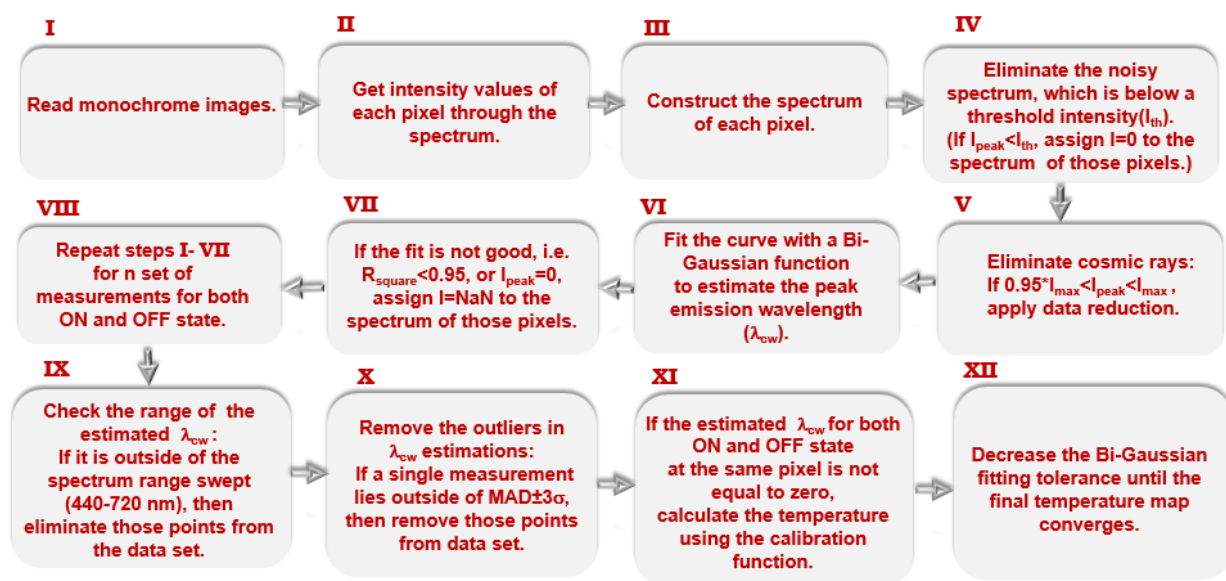 I
Read monochrome images.
II
Get intensity values of
each pixel through the
spectrum.
III
Construct the spectrum
of each pixel.
IV
Eliminate the noisy
spectrum, which is below a
threshold intensity(Ith).
(If Ipeak<Ith, assign I=0 to the
spectrum of those pixels.)
V
Eliminate cosmic rays:
If 0.95*Imax<Ipeak<Imax ,
apply data reduction.
VI
Fit the curve with a Bi-
Gaussian function
to estimate the peak
emission wavelength
(λcw).
VII
If the fit is not good, i.e.
Rsquare<0.95, or Ipeak=0,
assign I=NaN to the
spectrum of those pixels.
VIII
Repeat steps I- VII
for n set of
measurements for both
ON and OFF state.
IX
Check the range of the
estimated λcw :
If it is outside of the
spectrum range swept
(440-720 nm), then
eliminate those points from
the data set.
X
Remove the outliers in
λcw estimations:
If a single measurement
lies outside of MAD±3σ,
then remove those points
from data set.
XI
If the estimated λcw for both
ON and OFF state
at the same pixel is not
equal to zero,
calculate the temperature
using the calibration
function.
XII
Decrease the Bi-Gaussian
fitting tolerance until the
final temperature map
converges.